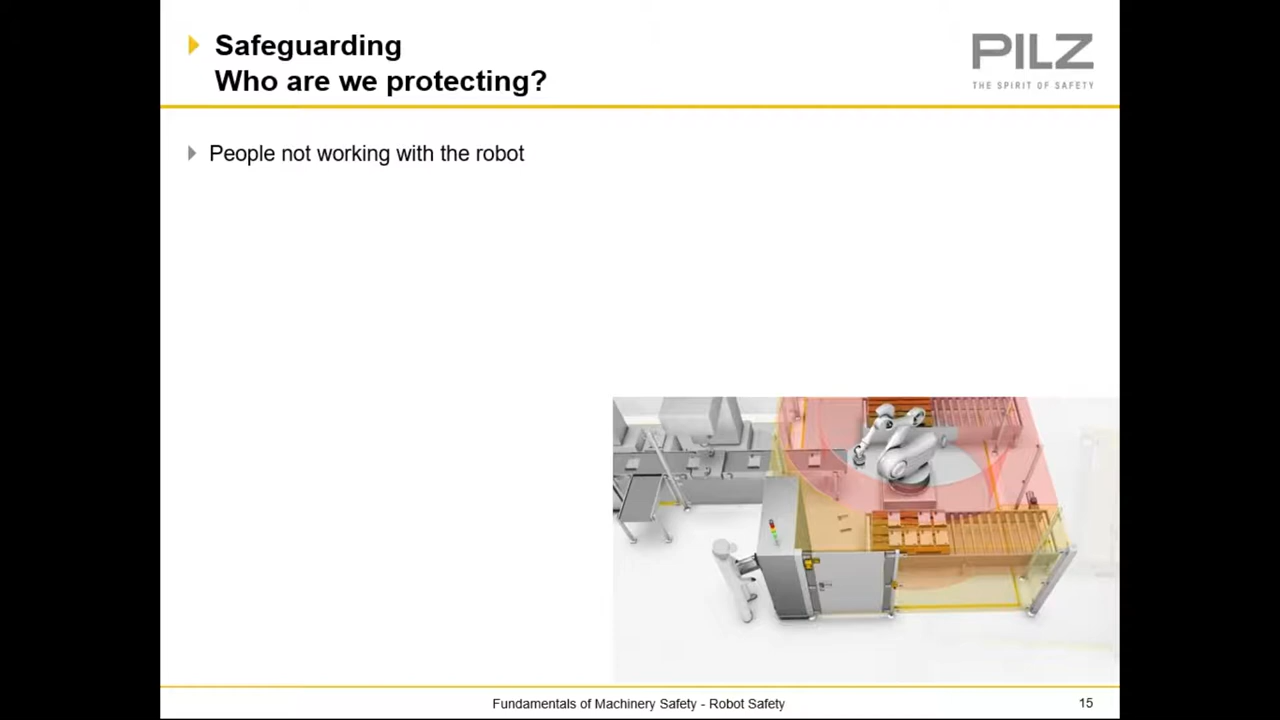 Safeguarding
Who are we protecting?
PILZ
THE SPIRIT OF SAFETY
People not working with the robot
Fundamentals of Machinery Safety - Robot Safety
15